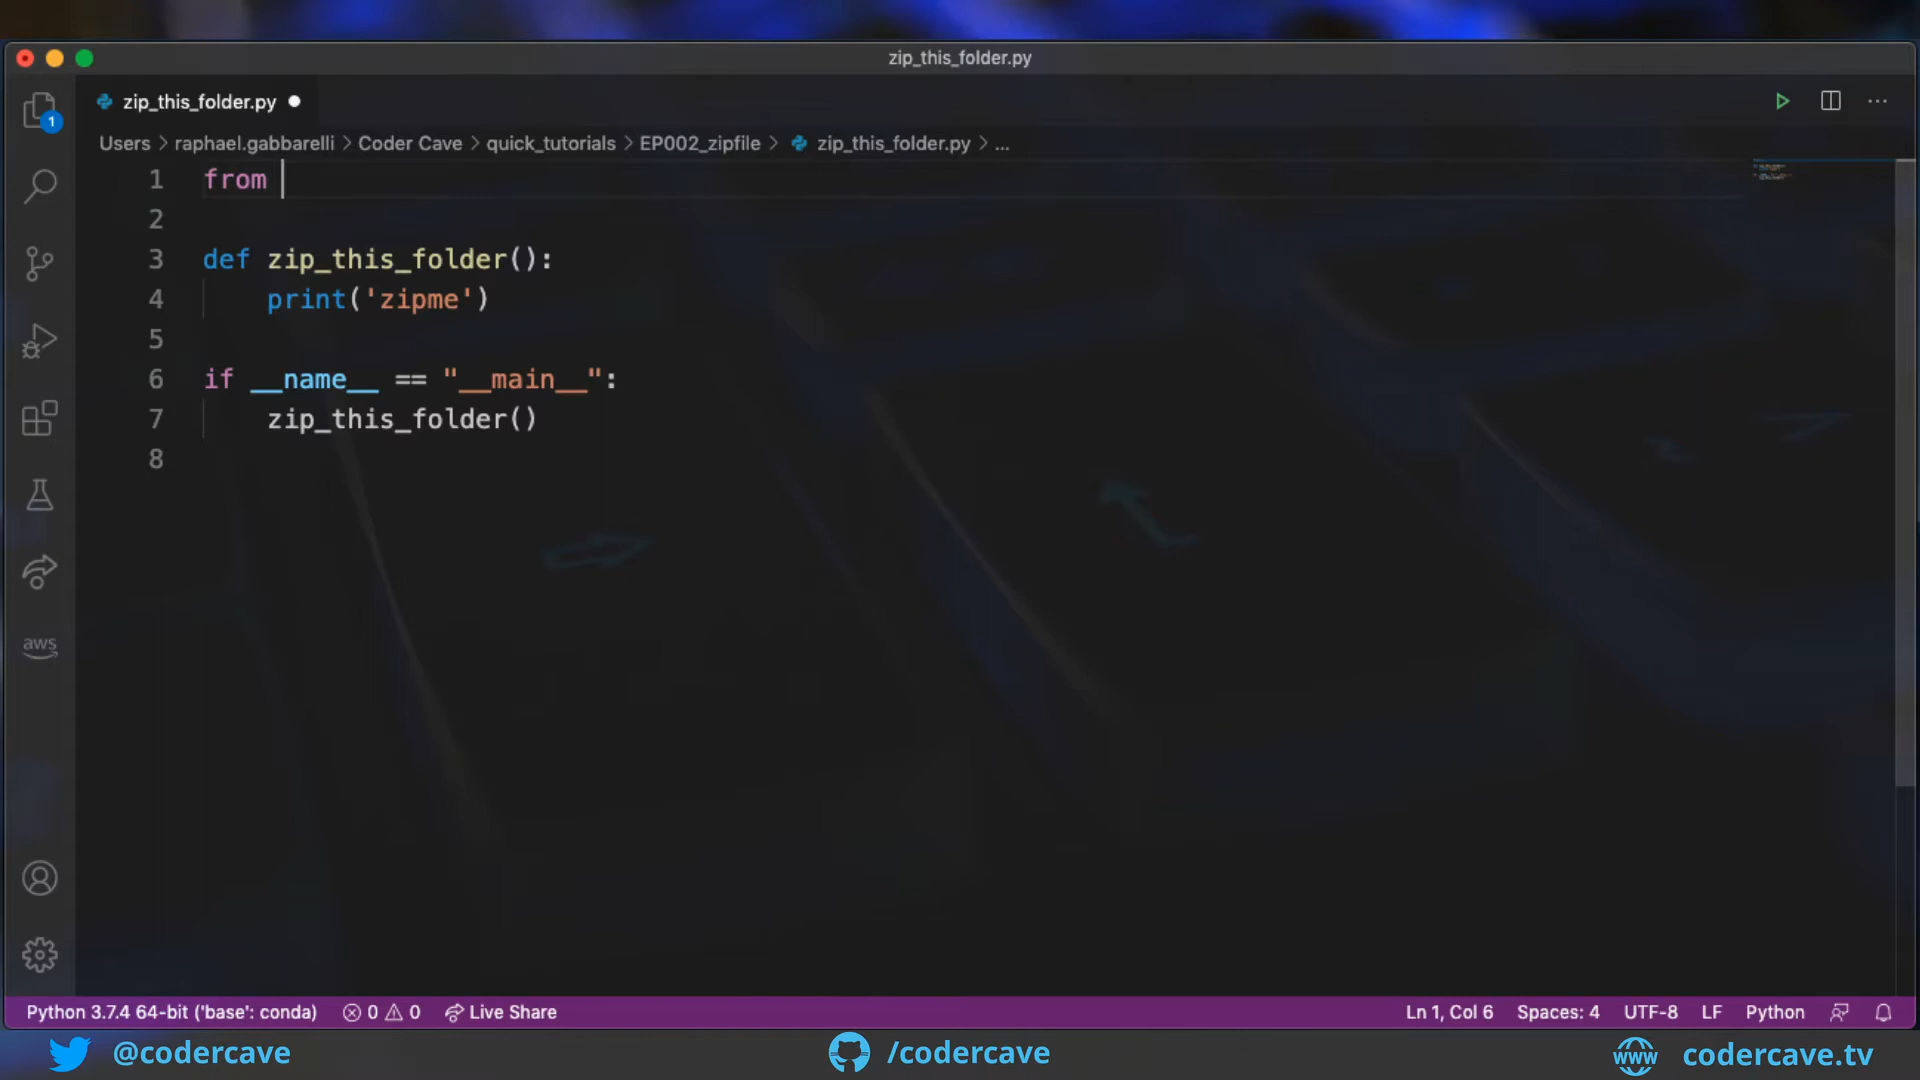 zip_this_folder.py
zip_this_folder.py
1
Users > raphael.gabbarelli > Coder Cave > quick_tutorials > EP002_zipfile > zip_this_folder.py > ...
1 from
2
3 def zip_this_folder():
4 print('zipme')
5
6 if __name__ == "__main__":
7 zip_this_folder()
8
aws
Python 3.7.4 64-bit ('base': conda) 0 0 Live Share Ln 1, Col 6 Spaces: 4 UTF-8 LF Python
@codercave /codercave www codercave.tv